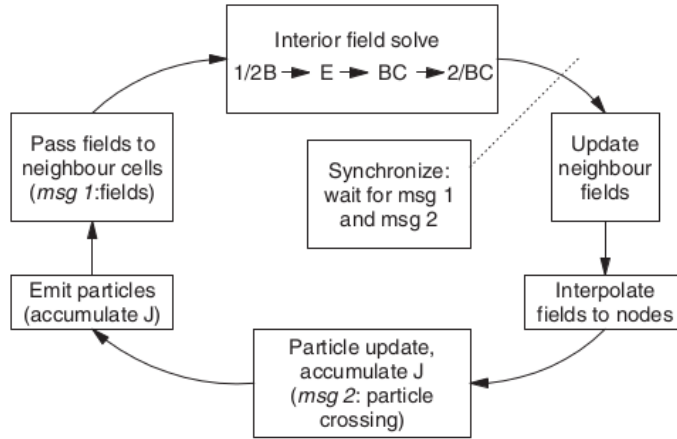 Interior field solve
1/2B → E → BC → 2/BC
Pass fields to
neighbour cells
(msg 1:fields)
Synchronize:
wait for msg 1
and msg 2
Update
neighbour
fields
Emit particles
(accumulate J)
Interpolate
fields to nodes
Particle update,
accumulate J
(msg 2: particle
crossing)